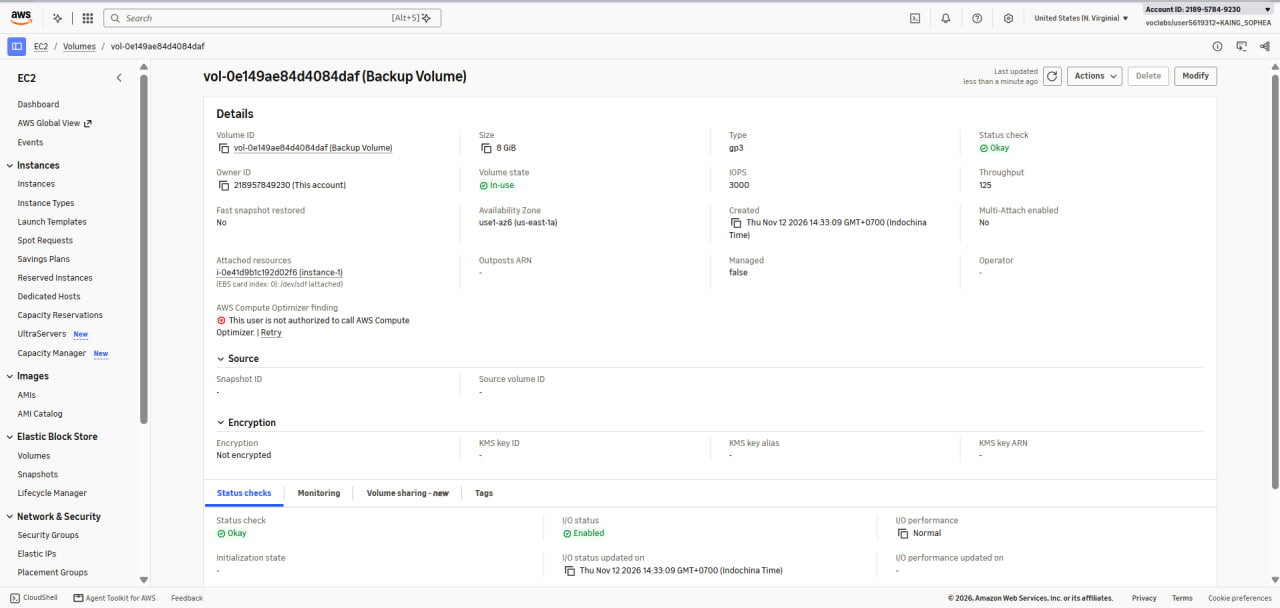 aws
Search [Alt+S]
United States (N. Virginia)
Account ID: 2189-5784-9230
voclabs/user5619312=KAING_SOPHEA
EC2 / Volumes / vol-0e149ae84d4084daf
EC2
Dashboard
AWS Global View
Events
Instances
Instances
Instance Types
Launch Templates
Spot Requests
Savings Plans
Reserved Instances
Dedicated Hosts
Capacity Reservations
UltraServers New
Capacity Manager New
Images
AMIs
AMI Catalog
Elastic Block Store
Volumes
Snapshots
Lifecycle Manager
Network & Security
Security Groups
Elastic IPs
Placement Groups
vol-0e149ae84d4084daf (Backup Volume)
Last updated
less than a minute ago
Actions
Delete
Modify
Details
Volume ID
vol-0e149ae84d4084daf (Backup Volume)
Size
8 GiB
Type
gp3
Status check
Okay
Owner ID
218957849230 (This account)
Volume state
In-use
IOPS
3000
Throughput
125
Fast snapshot restored
No
Availability Zone
use1-az6 (us-east-1a)
Created
Thu Nov 12 2026 14:33:09 GMT+0700 (Indochina
Time)
Multi-Attach enabled
No
Attached resources
i-0e41d9b1c192d02f6 (instance-1)
(EBS card index: 0): /dev/sdf (attached)
Outposts ARN
-
Managed
false
Operator
-
AWS Compute Optimizer finding
This user is not authorized to call AWS Compute
Optimizer. | Retry
Source
Snapshot ID
-
Source volume ID
-
Encryption
Encryption
Not encrypted
KMS key ID
-
KMS key alias
-
KMS key ARN
-
Status checks
Monitoring
Volume sharing - new
Tags
Status check
Okay
I/O status
Enabled
I/O performance
Normal
Initialization state
-
I/O status updated on
Thu Nov 12 2026 14:33:09 GMT+0700 (Indochina Time)
I/O performance updated on
-
CloudShell
Agent Toolkit for AWS
Feedback
© 2026, Amazon Web Services, Inc. or its affiliates.
Privacy
Terms
Cookie preferences